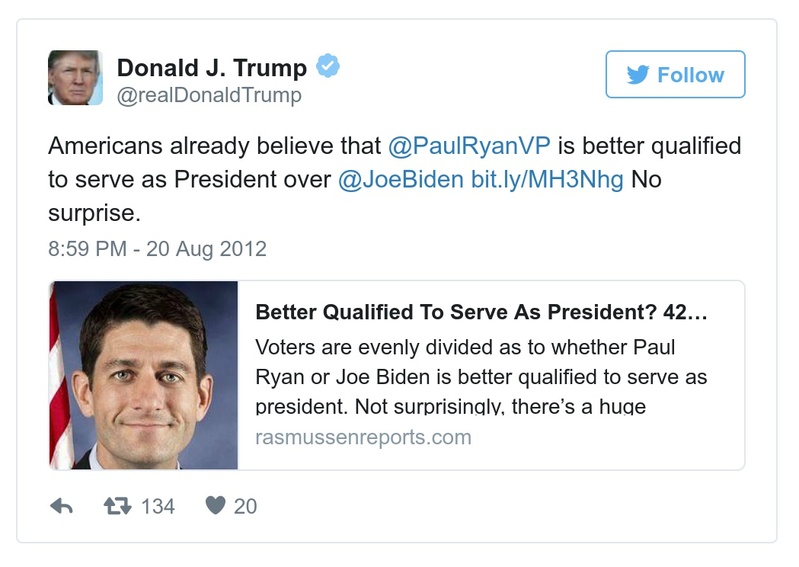 Donald J. Trump
@realDonaldTrump
Follow
Americans already believe that @PaulRyanVP is better qualified
to serve as President over @JoeBiden bit.ly/MH3Nhg No
surprise.
8:59 PM - 20 Aug 2012
Better Qualified To Serve As President? 42...
Voters are evenly divided as to whether Paul
Ryan or Joe Biden is better qualified to serve as
president. Not surprisingly, there’s a huge
rasmussenreports.com
134
20